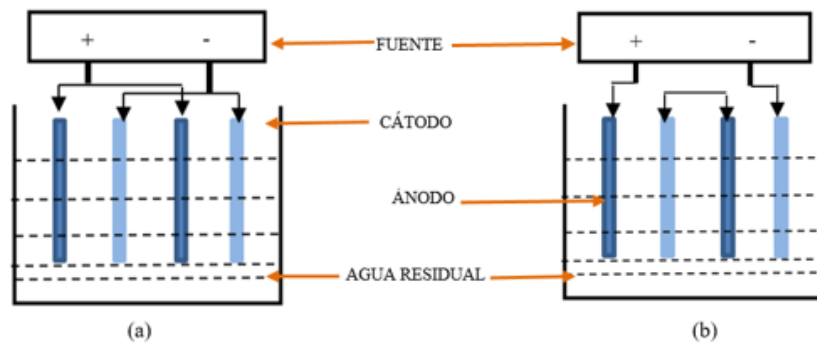 + -
FUENTE
+ -
CÁTODO
ÁNODO
AGUA RESIDUAL
(a)
(b)